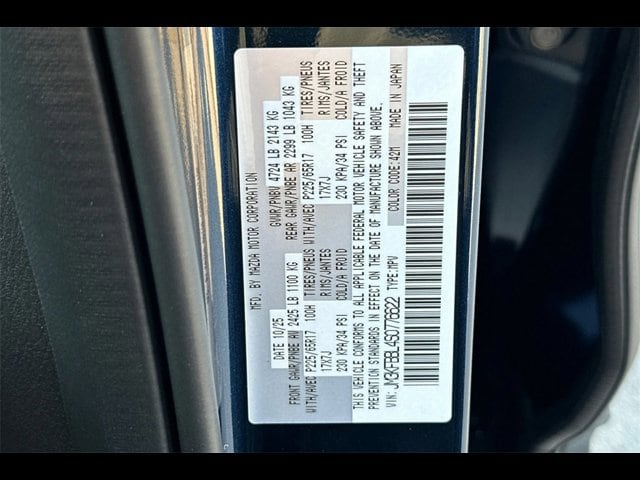 MFD. BY MAZDA MOTOR CORPORATION
DATE 10/25 GVWR/PNBV 4724 LB 2143 KG
FRONT GAWR/PNBE AV 2425 LB 1100 KG REAR GAWR/PNBE AR 2299 LB 1043 KG
WITH/AVEC P225/65R17 100H TIRES/PNEUS WITH/AVEC P225/65R17 100H TIRES/PNEUS
17X7J RIMS/JANTES 17X7J RIMS/JANTES
230 KPA/34 PSI COLD/A FROID 230 KPA/34 PSI COLD/A FROID
THIS VEHICLE CONFORMS TO ALL APPLICABLE FEDERAL MOTOR VEHICLE SAFETY AND THEFT
PREVENTION STANDARDS IN EFFECT ON THE DATE OF MANUFACTURE SHOWN ABOVE.
VIN: TYPE:MPV COLOR CODE:42M MADE IN JAPAN